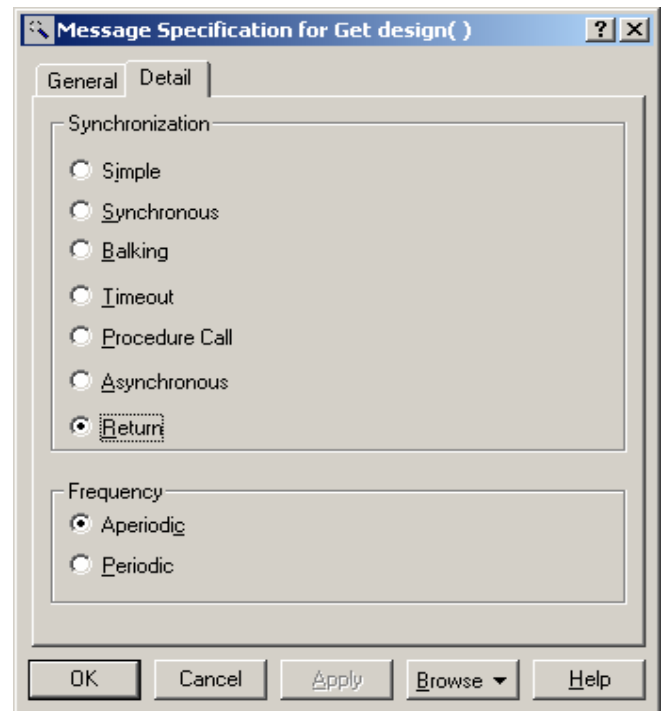 Message Specification for Get design( )
General Detail
Synchronization
Simple
Synchronous
Balking
Timeout
Procedure Call
Asynchronous
Return
Frequency
Aperiodic
Periodic
OK Cancel Apply Browse Help